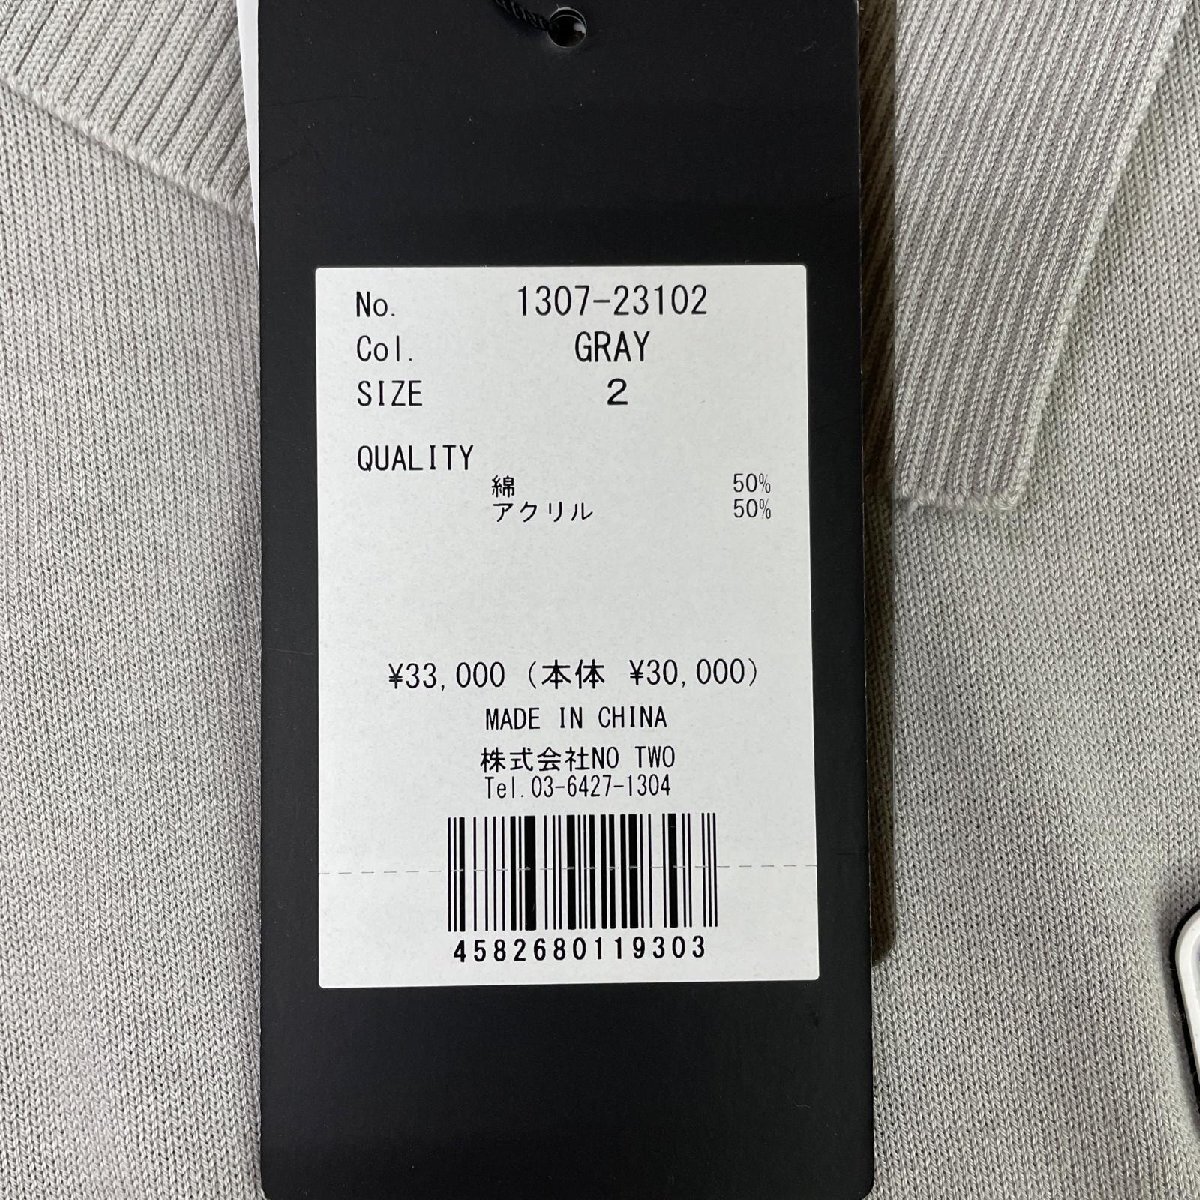 No. 1307-23102
Col. GRAY
SIZE 2
QUALITY
綿 50%
アクリル 50%
¥33,000 (本体 ¥30,000)
MADE IN CHINA
株式会社NO TWO
Tel.03-6427-1304
4582680119303